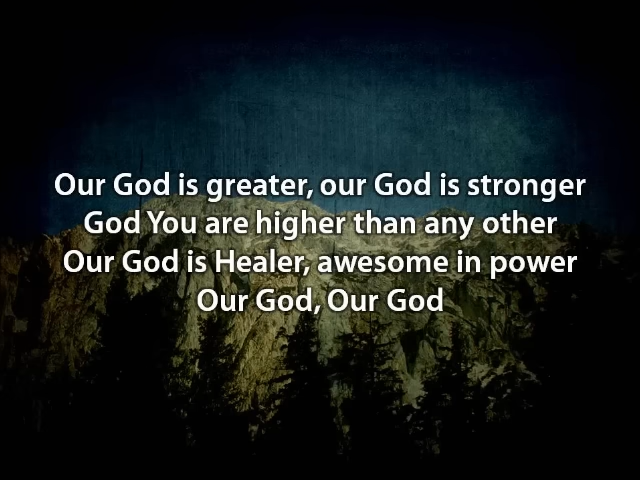 Our God is greater, our God is stronger
God You are higher than any other
Our God is Healer, awesome in power
Our God, Our God